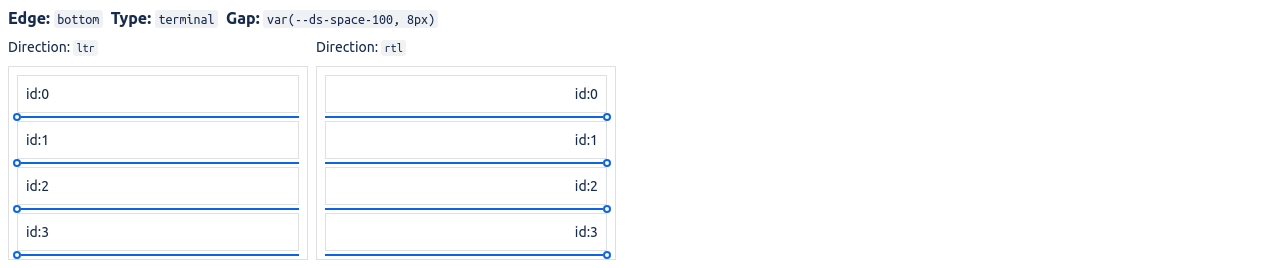 Edge: bottom Type: terminal Gap: var(--ds-space-100, 8px)
Direction: ltr
id:0
id:1
id:2
id:3
Direction: rtl
id:0
id:1
id:2
id:3